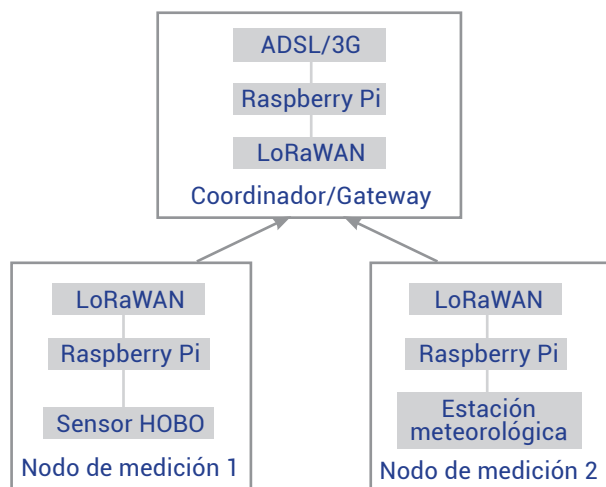 ADSL/3G
Raspberry Pi
LoRaWAN
Coordinador/Gateway
LoRaWAN
Raspberry Pi
Sensor HOBO
Nodo de medición 1
LoRaWAN
Raspberry Pi
Estación
meteorológica
Nodo de medición 2